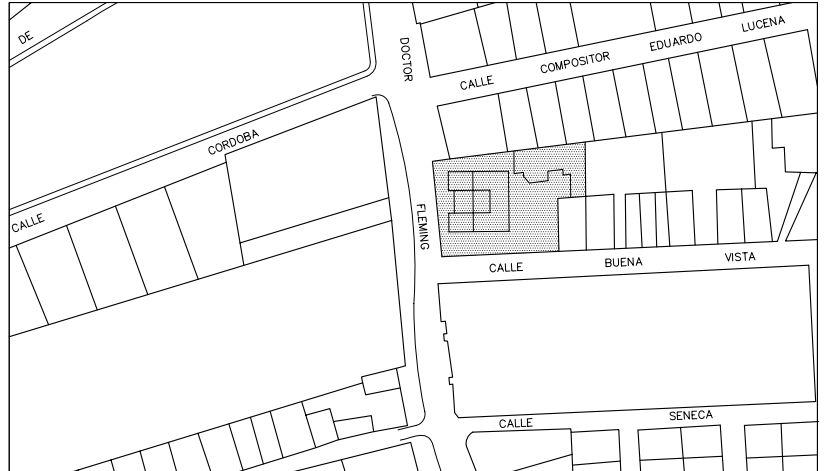 DE
DOCTOR
CALLE COMPOSITOR EDUARDO LUCENA
CALLE CORDOBA
FLEMING
CALLE BUENA VISTA
CALLE SENECA